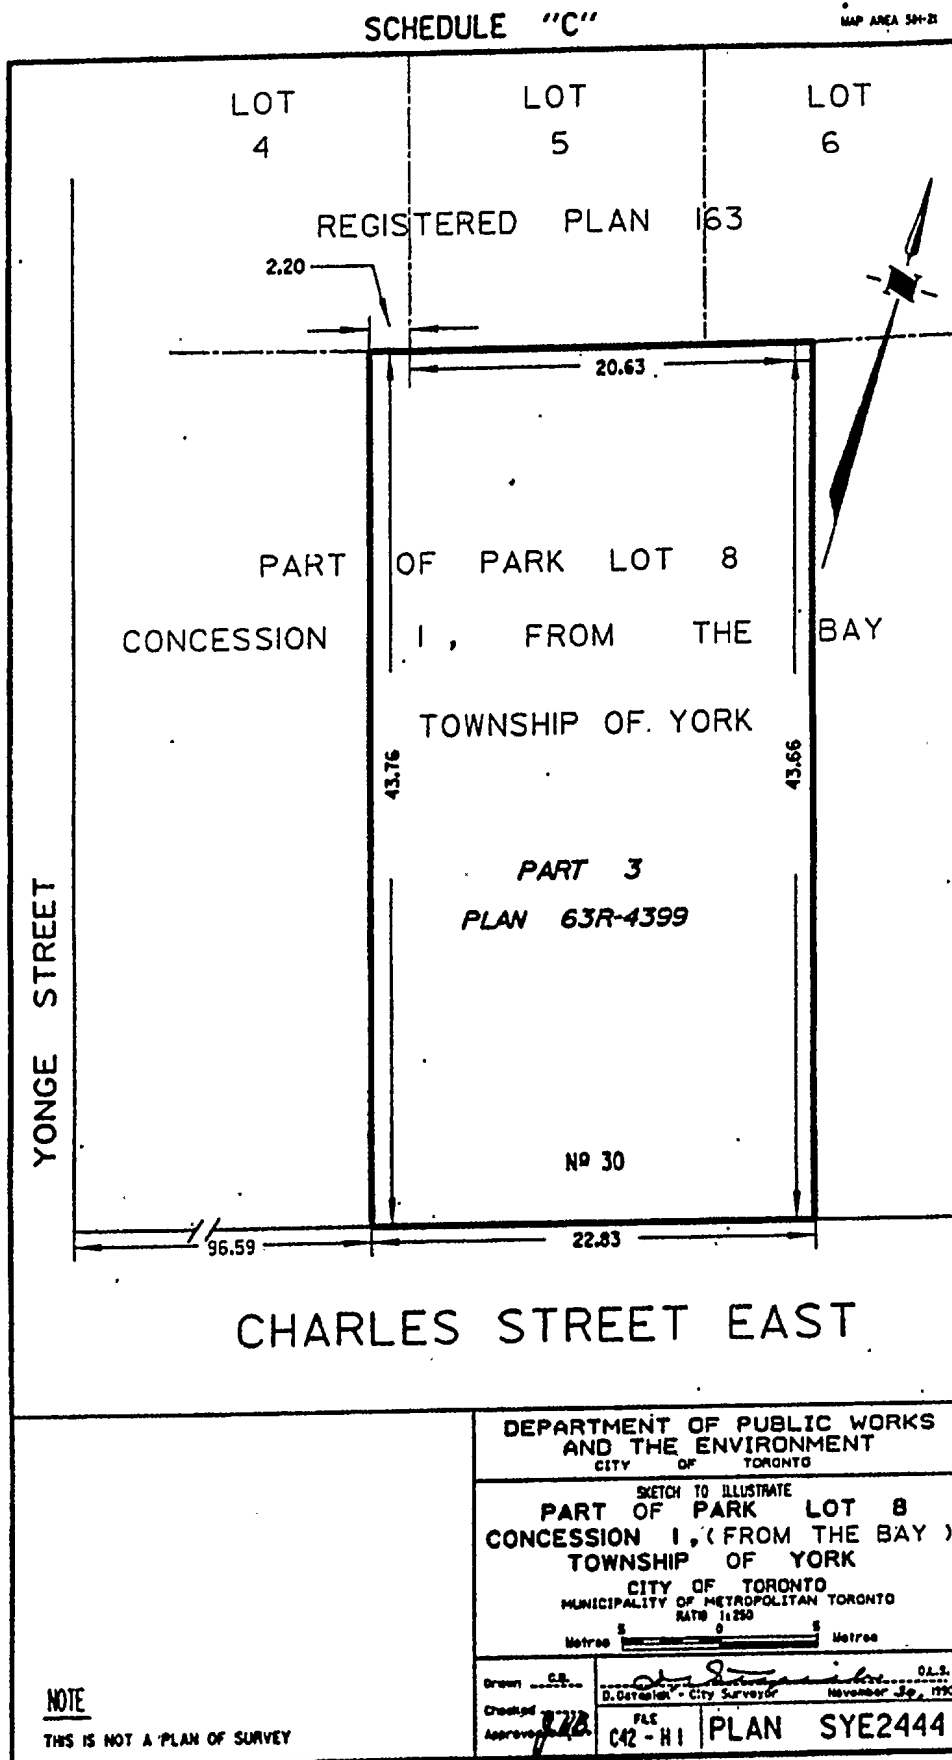 SCHEDULE "C"
LOT
4
LOT
5
LOT
6
REGISTERED PLAN 163
2.20
20.63
PART OF PARK LOT 8
CONCESSION 1, FROM THE BAY
TOWNSHIP OF. YORK
43.76
43.66
PART 3
PLAN 63R-4399
YONGE STREET
Nº 30
96.59
22.83
CHARLES STREET EAST
DEPARTMENT OF PUBLIC WORKS
AND THE ENVIRONMENT
CITY OF TORONTO
SKETCH TO ILLUSTRATE
PART OF PARK LOT 8
CONCESSION 1, (FROM THE BAY)
TOWNSHIP OF YORK
CITY OF TORONTO
MUNICIPALITY OF METROPOLITAN TORONTO
RATIO 1:250
Metres 5 0 5 Metres
Drawn C.B.
O.L.S.
City Surveyor November
Checked
Approved
FILE
C42-H1
PLAN SYE2444
NOTE
THIS IS NOT A PLAN OF SURVEY
MAP AREA